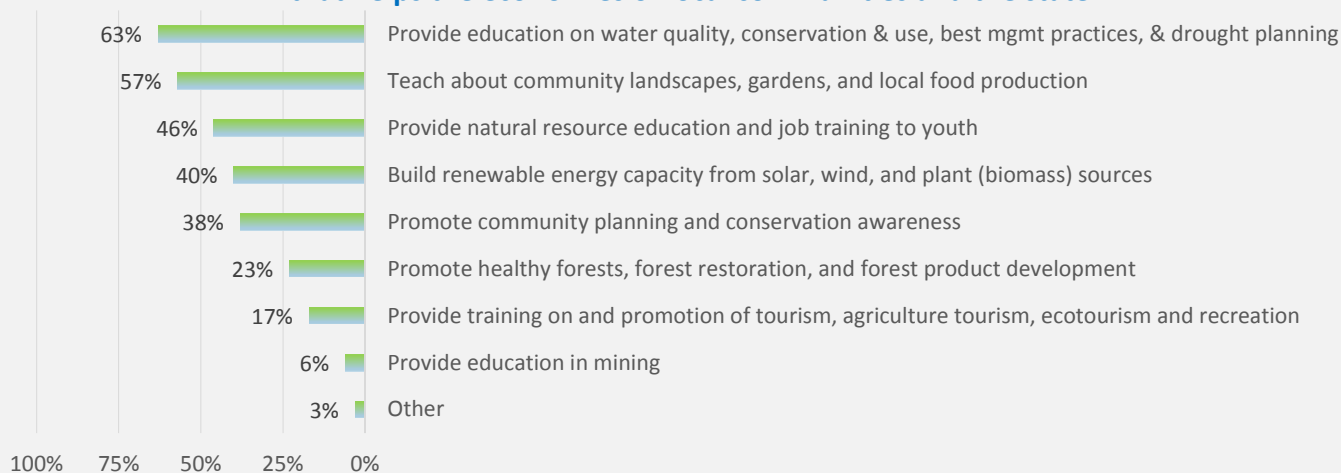 63% Provide education on water quality, conservation & use, best mgmt practices, & drought planning
57% Teach about community landscapes, gardens, and local food production
46% Provide natural resource education and job training to youth
40% Build renewable energy capacity from solar, wind, and plant (biomass) sources
38% Promote community planning and conservation awareness
23% Promote healthy forests, forest restoration, and forest product development
17% Provide training on and promotion of tourism, agriculture tourism, ecotourism and recreation
6% Provide education in mining
3% Other
100% 75% 50% 25% 0%